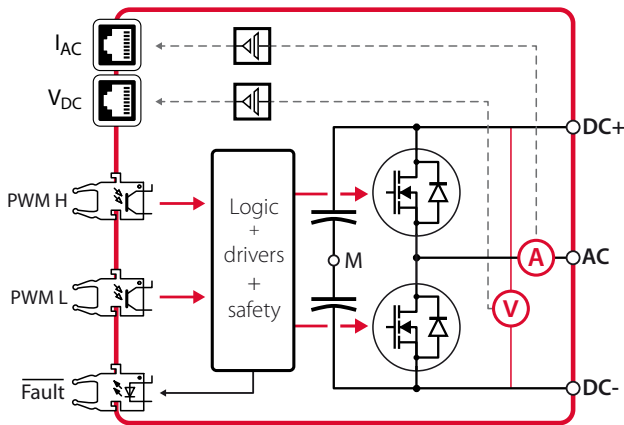 IAC
VDC
DC+
PWM H
Logic
+
drivers
+
safety
M
A
AC
PWM L
V
Fault
DC-